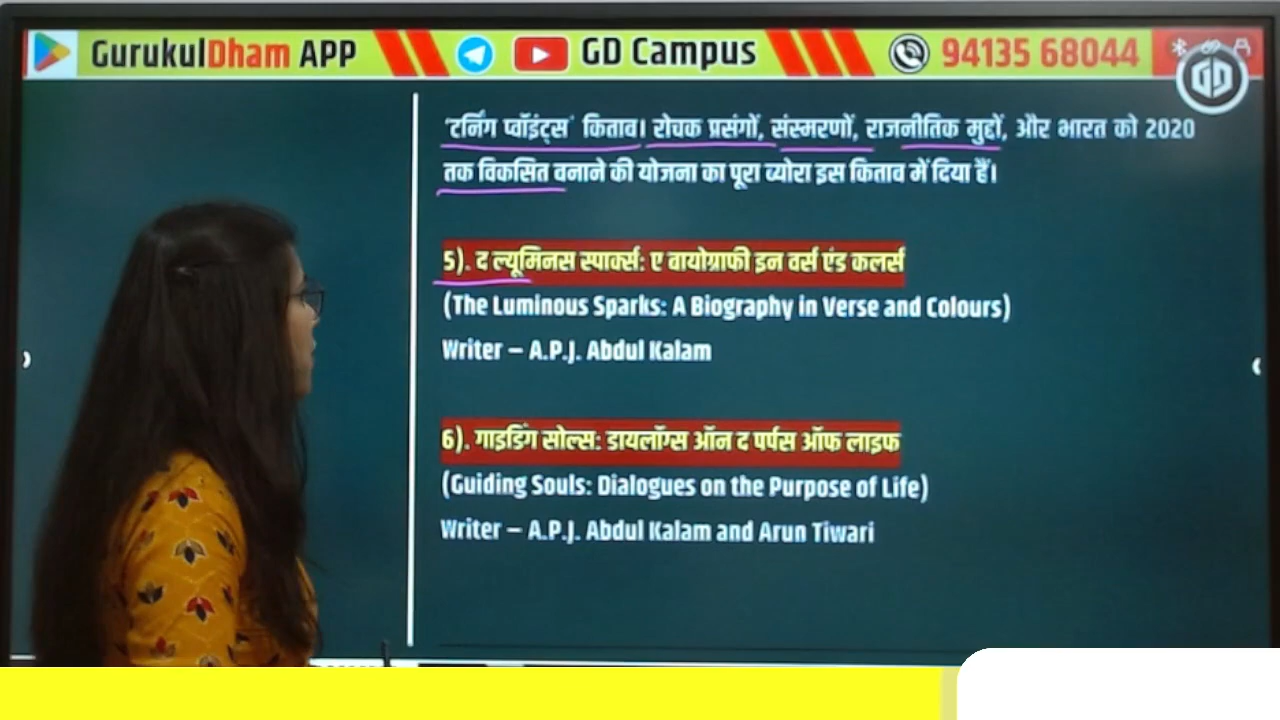 GurukulDham APP GD Campus 94135 68044
GD
'टर्निंग प्वॉइंट्स' किताब। रोचक प्रसंगों, संस्मरणों, राजनीतिक मुद्दों, और भारत को 2020
तक विकसित बनाने की योजना का पूरा ब्योरा इस किताब में दिया हैं।
5). द ल्यूमिनस स्पार्क्स: ए बायोग्राफी इन वर्स एंड कलर्स
(The Luminous Sparks: A Biography in Verse and Colours)
Writer – A.P.J. Abdul Kalam
6). गाइडिंग सोल्स: डायलॉग्स ऑन द पर्पस ऑफ लाइफ
(Guiding Souls: Dialogues on the Purpose of Life)
Writer – A.P.J. Abdul Kalam and Arun Tiwari